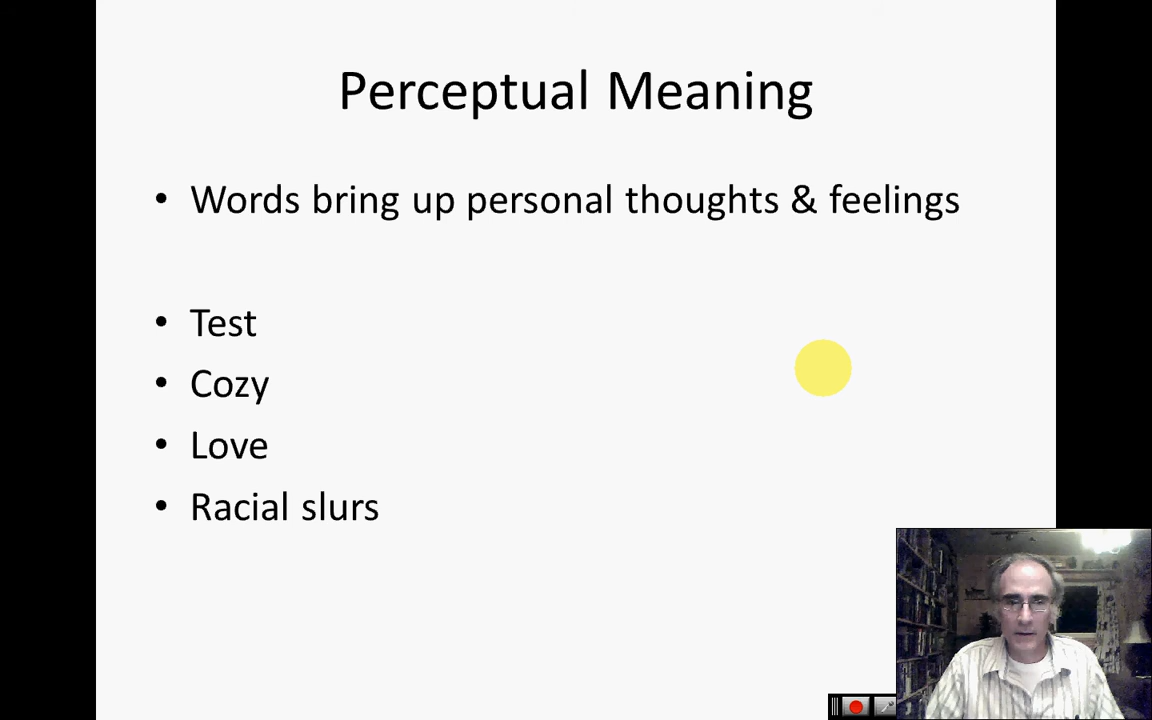 Perceptual Meaning
• Words bring up personal thoughts & feelings
• Test
• Cozy
• Love
• Racial slurs